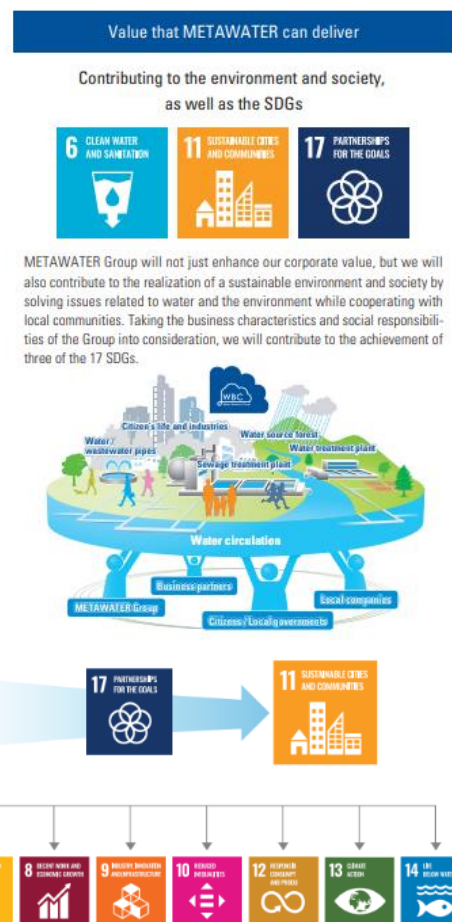 Value that METAWATER can deliver
Contributing to the environment and society,
as well as the SDGs
6 CLEAN WATER
AND SANITATION
11 SUSTAINABLE CITIES
AND COMMUNITIES
17 PARTNERSHIPS
FOR THE GOALS
METAWATER Group will not just enhance our corporate value, but we will
also contribute to the realization of a sustainable environment and society by
solving issues related to water and the environment while cooperating with
local communities. Taking the business characteristics and social responsibili-
ties of the Group into consideration, we will contribute to the achievement of
three of the 17 SDGs.
WBC
Citizen's life and industries
Water source forest
Water/
wastewater pipes
Water treatment plant
Sewage treatment plant
Water circulation
Business partners
METAWATER Group
Local companies
Citizens/Local governments
17 PARTNERSHIPS
FOR THE GOALS
11 SUSTAINABLE CITIES
AND COMMUNITIES
8 DECENT WORK AND
ECONOMIC GROWTH
9 INDUSTRY, INNOVATION
AND INFRASTRUCTURE
10 REDUCED
INEQUALITIES
12
13 CLIMATE
ACTION
14 LIFE
BELOW WATER